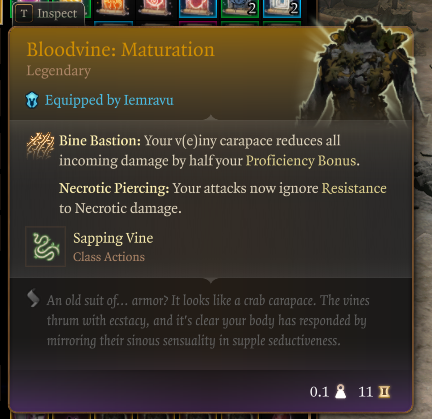 T Inspect
2
2
Bloodvine: Maturation
Legendary
Equipped by Iemravu
Bine Bastion: Your v(e)iny carapace reduces all
incoming damage by half your Proficiency Bonus.
Necrotic Piercing: Your attacks now ignore Resistance
to Necrotic damage.
Sapping Vine
Class Actions
An old suit of... armor? It looks like a crab carapace. The vines
thrum with ecstacy, and it's clear your body has responded by
mirroring their sinous sensuality in supple seductiveness.
0.1 11